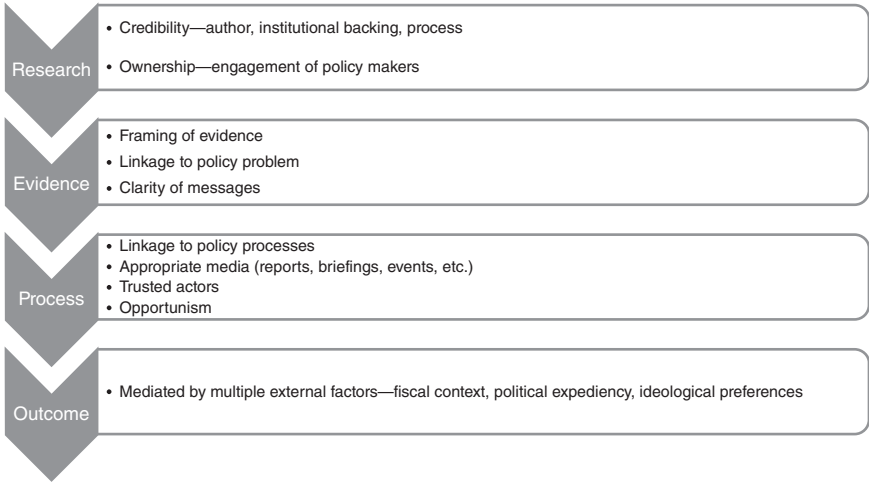 Research
• Credibility—author, institutional backing, process
• Ownership—engagement of policy makers
Evidence
• Framing of evidence
• Linkage to policy problem
• Clarity of messages
Process
• Linkage to policy processes
• Appropriate media (reports, briefings, events, etc.)
• Trusted actors
• Opportunism
Outcome
• Mediated by multiple external factors—fiscal context, political expediency, ideological preferences